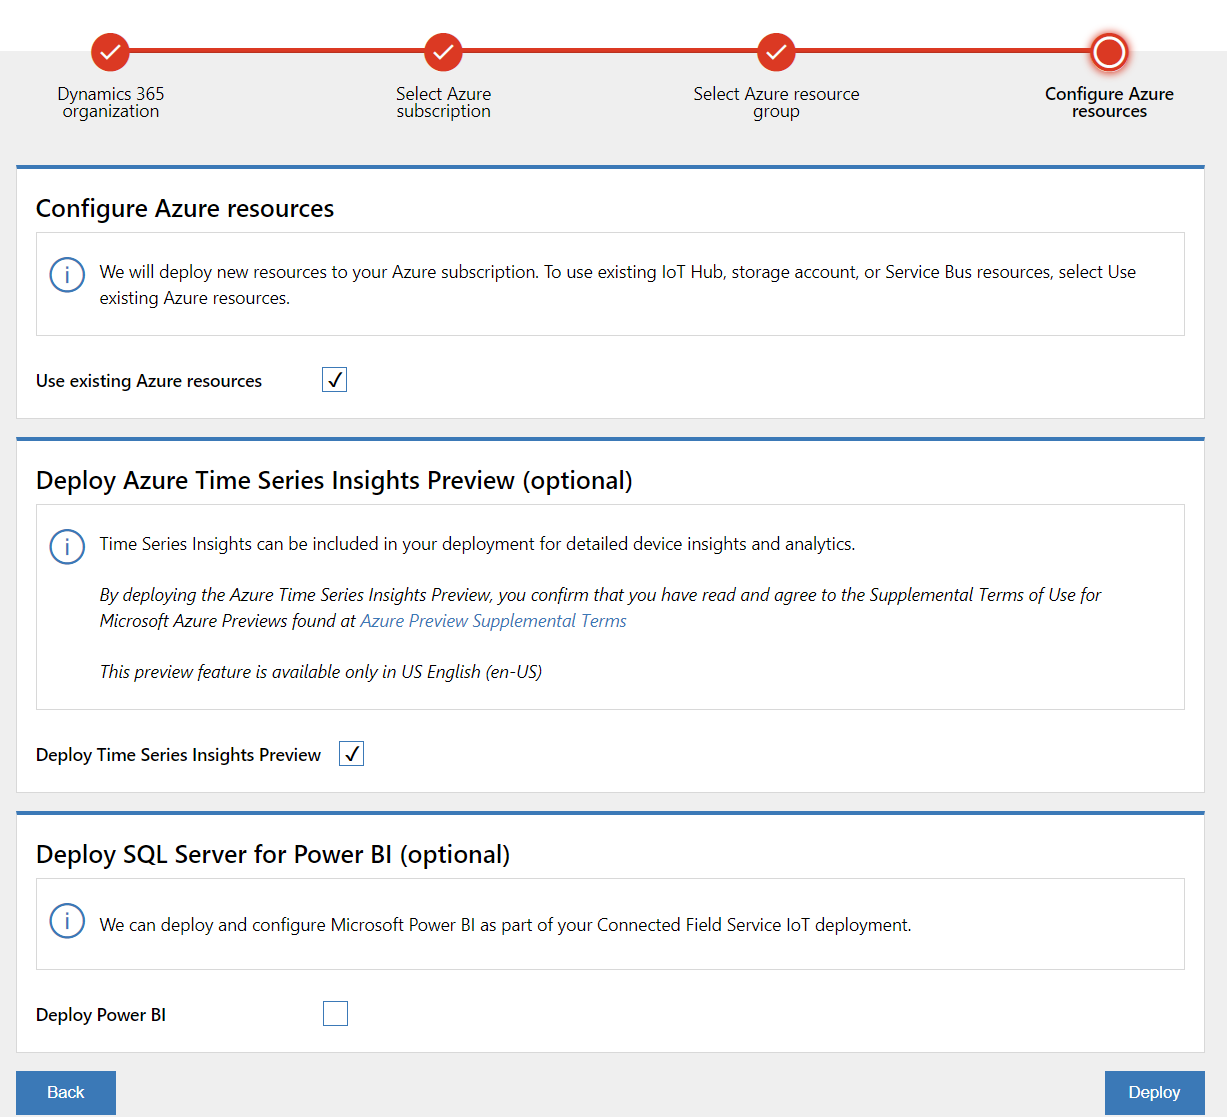 Dynamics 365
organization
Select Azure
subscription
Select Azure resource
group
Configure Azure
resources
Configure Azure resources
We will deploy new resources to your Azure subscription. To use existing IoT Hub, storage account, or Service Bus resources, select Use
existing Azure resources.
Use existing Azure resources
Deploy Azure Time Series Insights Preview (optional)
Time Series Insights can be included in your deployment for detailed device insights and analytics.
By deploying the Azure Time Series Insights Preview, you confirm that you have read and agree to the Supplemental Terms of Use for
Microsoft Azure Previews found at Azure Preview Supplemental Terms
This preview feature is available only in US English (en-US)
Deploy Time Series Insights Preview
Deploy SQL Server for Power BI (optional)
We can deploy and configure Microsoft Power BI as part of your Connected Field Service IoT deployment.
Deploy Power BI
Back
Deploy